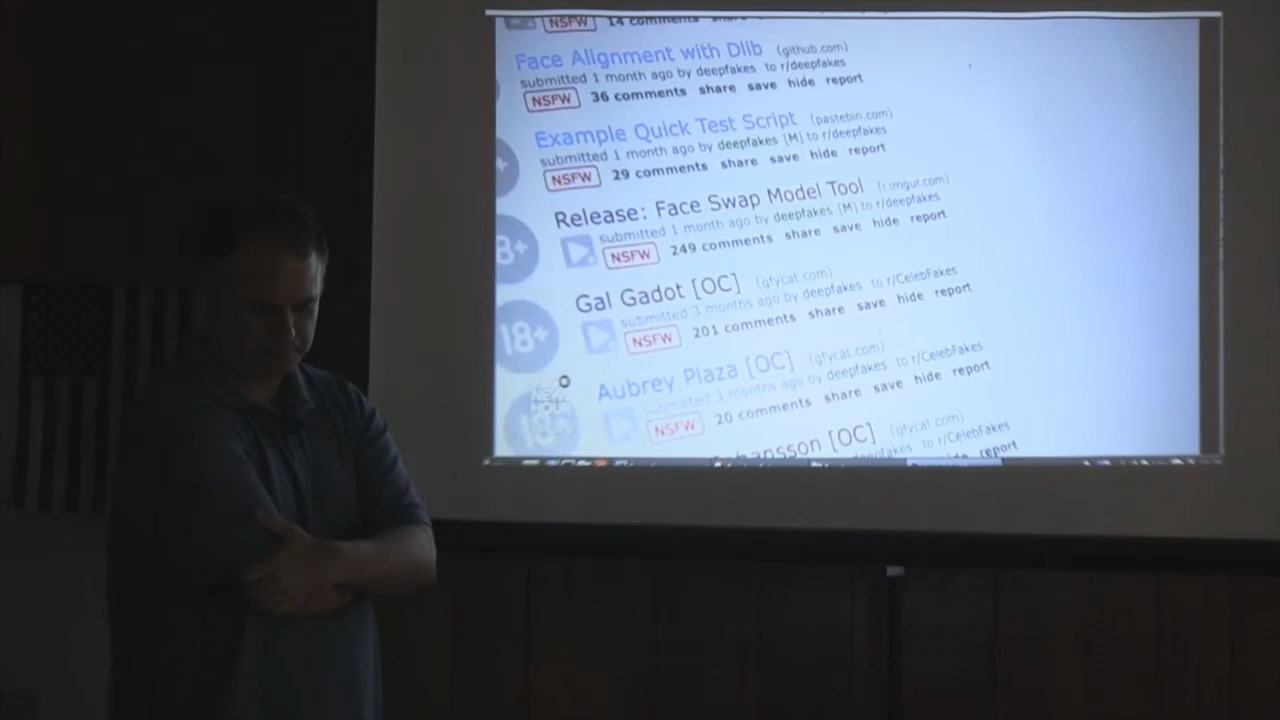 NSFW 14 comments share
Face Alignment with Dlib (github.com)
submitted 1 month ago by deepfakes to r/deepfakes
NSFW 36 comments share save hide report
Example Quick Test Script (pastebin.com)
submitted 1 month ago by deepfakes [M] to r/deepfakes
NSFW 29 comments share save hide report
Release: Face Swap Model Tool (i.imgur.com)
submitted 1 month ago by deepfakes [M] to r/deepfakes
8+ NSFW 249 comments share save hide report
Gal Gadot [OC] (gfycat.com)
submitted 3 months ago by deepfakes to r/CelebFakes
18+ NSFW 201 comments share save hide report
Aubrey Plaza [OC] (gfycat.com)
submitted 3 months ago by deepfakes to r/CelebFakes
NSFW 20 comments share save hide report
hansson [OC] (gfycat.com)
deepfakes to r/CelebFakes
hide report